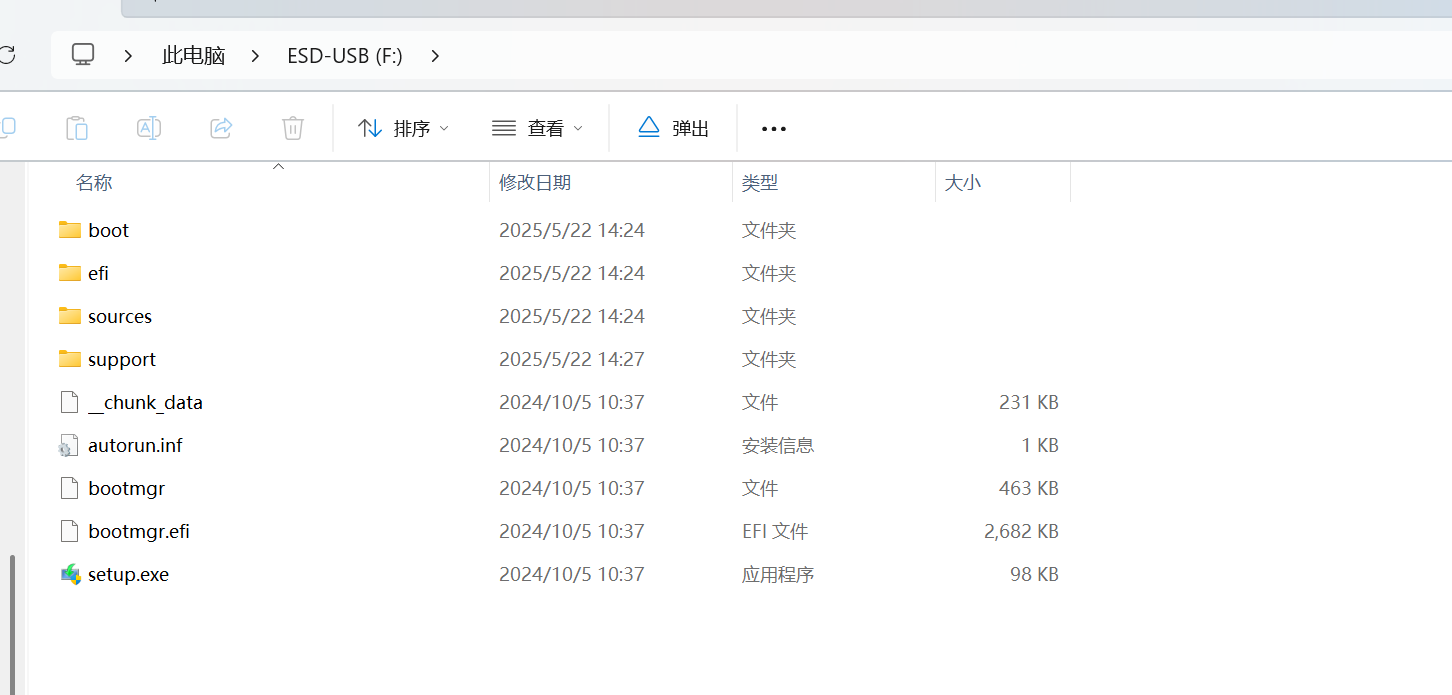 此电脑 ESD-USB (F:)
排序 查看 弹出
名称 修改日期 类型 大小
boot 2025/5/22 14:24 文件夹
efi 2025/5/22 14:24 文件夹
sources 2025/5/22 14:24 文件夹
support 2025/5/22 14:27 文件夹
__chunk_data 2024/10/5 10:37 文件 231 KB
autorun.inf 2024/10/5 10:37 安装信息 1 KB
bootmgr 2024/10/5 10:37 文件 463 KB
bootmgr.efi 2024/10/5 10:37 EFI 文件 2,682 KB
setup.exe 2024/10/5 10:37 应用程序 98 KB